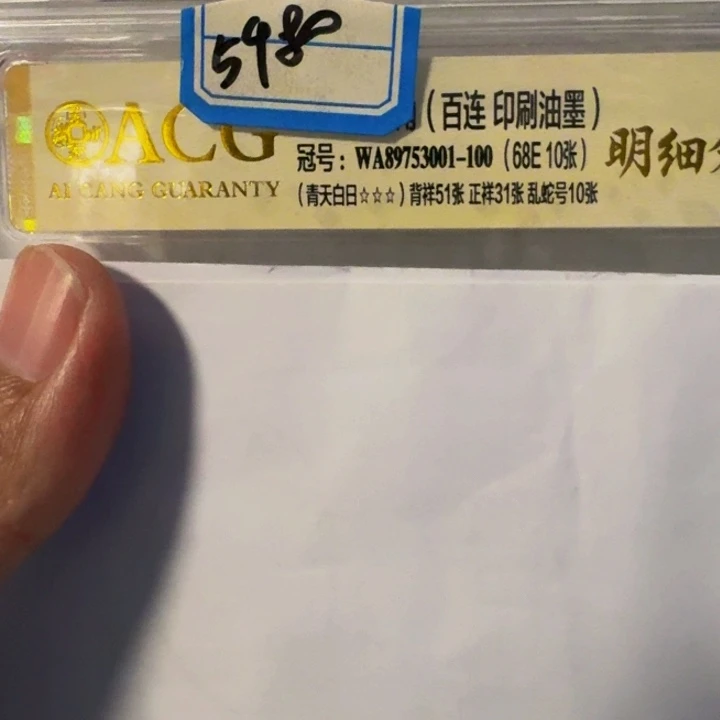 5980
ACG
AI CANG GUARANTY
（百连 印刷油墨）
冠号：WA89753001-100（68E 10张）
（青天白日☆☆☆）背祥51张 正祥31张 乱蛇号10张
明细